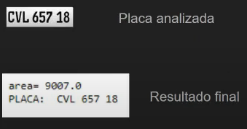 CVL 657 18
Placa analizada
area= 9007.0
PLACA: CVL 657 18
Resultado final